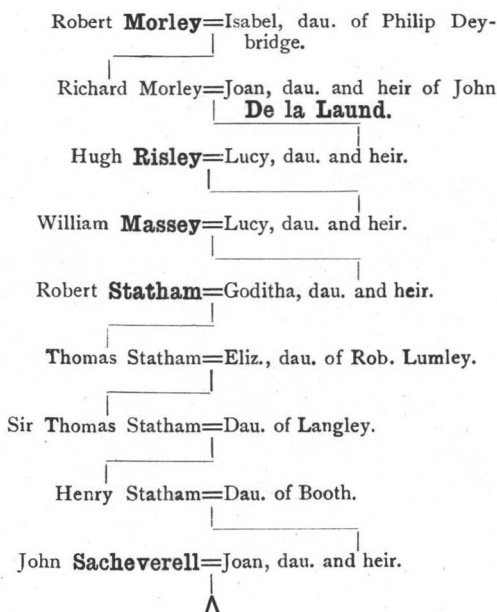 Robert Morley=Isabel, dau. of Philip Dey-
bridge.
Richard Morley=Joan, dau. and heir of John
De la Laund.
Hugh Risley=Lucy, dau. and heir.
William Massey=Lucy, dau. and heir.
Robert Statham=Goditha, dau. and heir.
Thomas Statham=Eliz., dau. of Rob. Lumley.
Sir Thomas Statham=Dau. of Langley.
Henry Statham=Dau. of Booth.
John Sacheverell=Joan, dau. and heir.